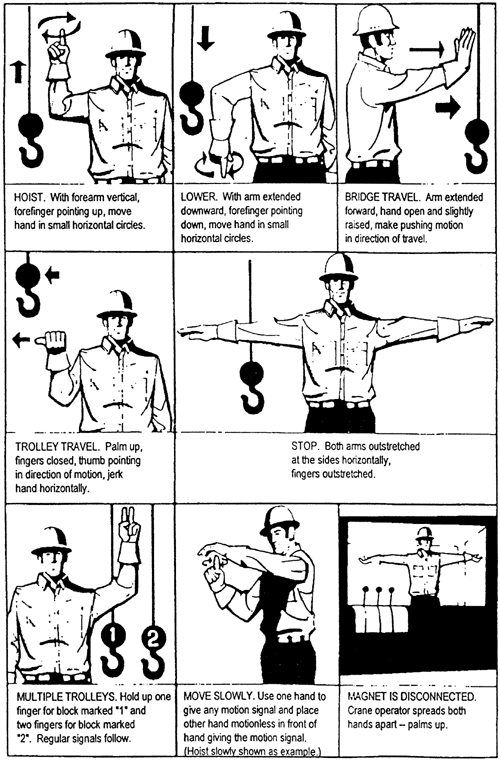 HOIST. With forearm vertical,
forefinger pointing up, move
hand in small horizontal circles.
LOWER. With arm extended
downward, forefinger pointing
down, move hand in small
horizontal circles.
BRIDGE TRAVEL. Arm extended
forward, hand open and slightly
raised, make pushing motion
in direction of travel.
TROLLEY TRAVEL. Palm up,
fingers closed, thumb pointing
in direction of motion, jerk
hand horizontally.
STOP. Both arms outstretched
at the sides horizontally,
fingers outstretched.
1
2
MULTIPLE TROLLEYS. Hold up one
finger for block marked "1" and
two fingers for block marked
"2". Regular signals follow.
MOVE SLOWLY. Use one hand to
give any motion signal and place
other hand motionless in front of
hand giving the motion signal.
(Hoist slowly shown as example.)
MAGNET IS DISCONNECTED.
Crane operator spreads both
hands apart -- palms up.